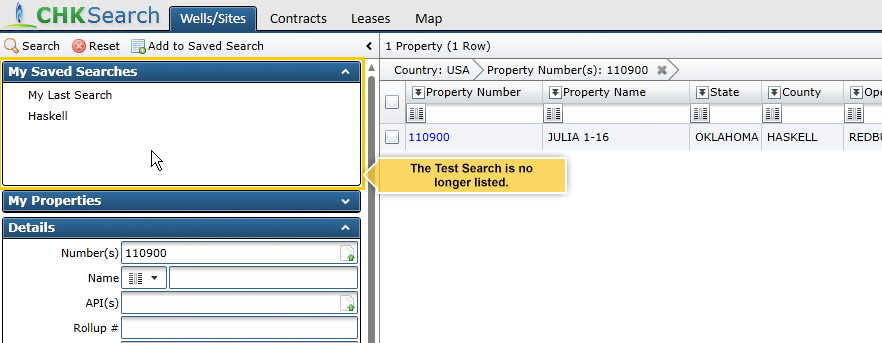 CHKSearch Wells/Sites Contracts Leases Map
Search Reset Add to Saved Search
My Saved Searches
My Last Search
Haskell
My Properties
Details
Number(s) 110900
Name
API(s)
Rollup #
1 Property (1 Row)
Country: USA Property Number(s): 110900
Property Number Property Name State County Ope
110900 JULIA 1-16 OKLAHOMA HASKELL REDBU
The Test Search is no
longer listed.